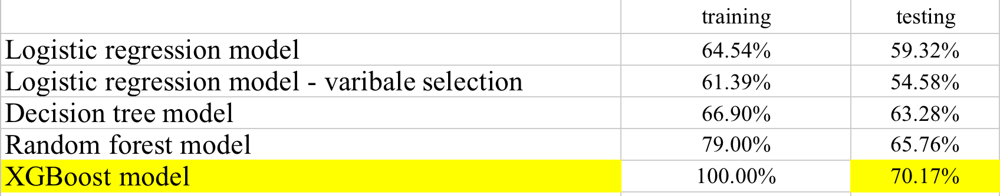 training testing
Logistic regression model 64.54% 59.32%
Logistic regression model - varibale selection 61.39% 54.58%
Decision tree model 66.90% 63.28%
Random forest model 79.00% 65.76%
XGBoost model 100.00% 70.17%